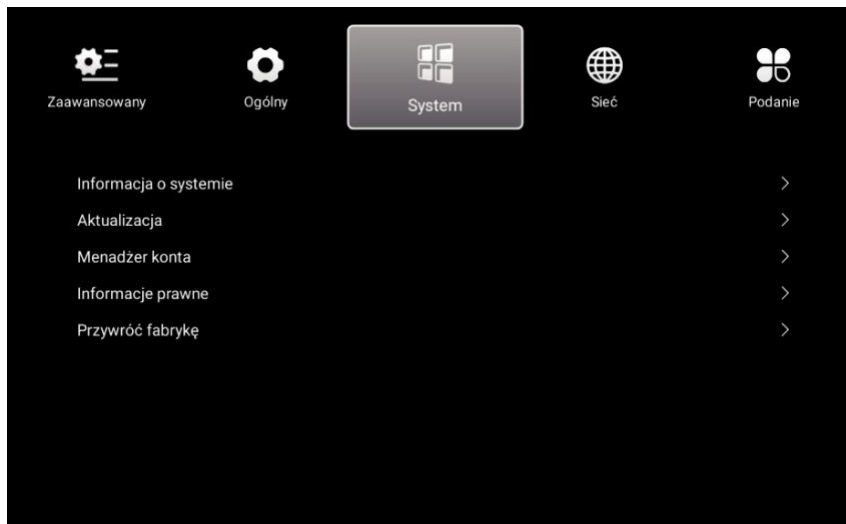 Zaawansowany
Ogólny
System
Sieć
Podanie
Informacja o systemie
Aktualizacja
Menadżer konta
Informacje prawne
Przywróć fabrykę